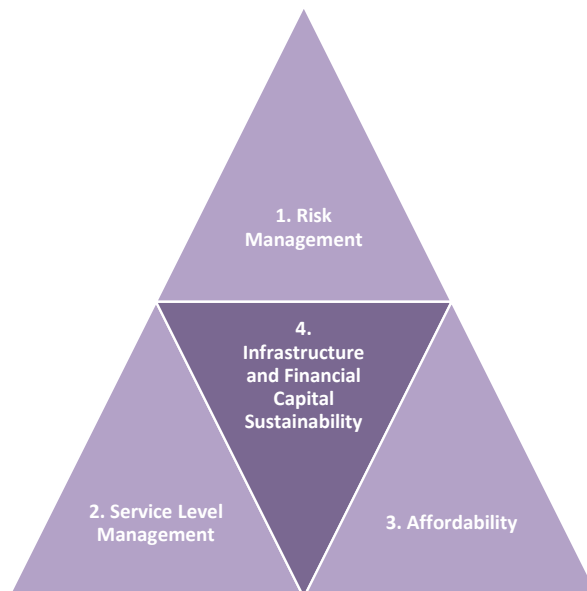 1. Risk
Management
4.
Infrastructure
and Financial
Capital
Sustainability
2. Service Level
Management
3. Affordability